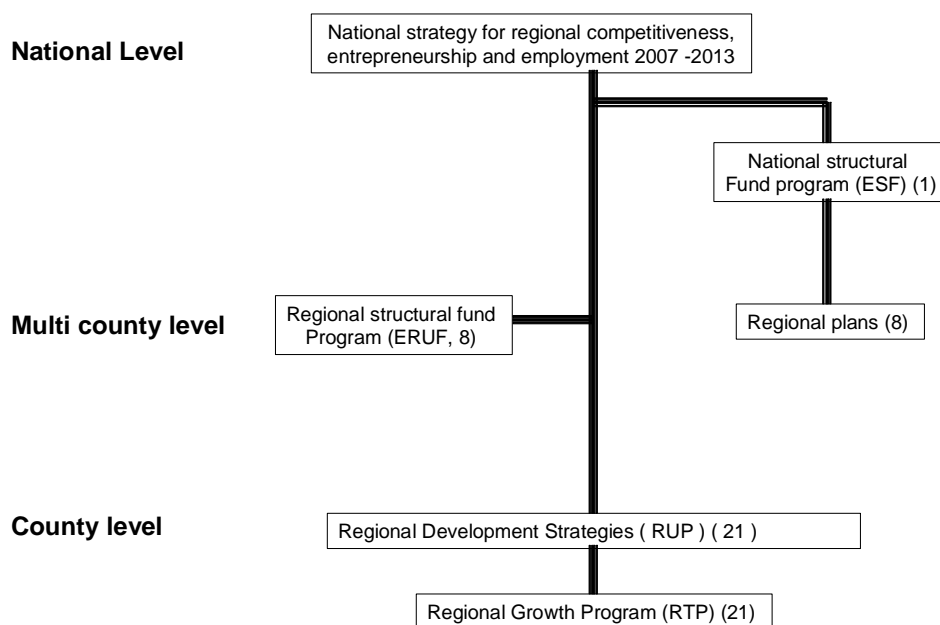 National Level
National strategy for regional competitiveness,
entrepreneurship and employment 2007 -2013
National structural
Fund program (ESF) (1)
Multi county level
Regional structural fund
Program (ERUF, 8)
Regional plans (8)
County level
Regional Development Strategies ( RUP ) ( 21 )
Regional Growth Program (RTP) (21)